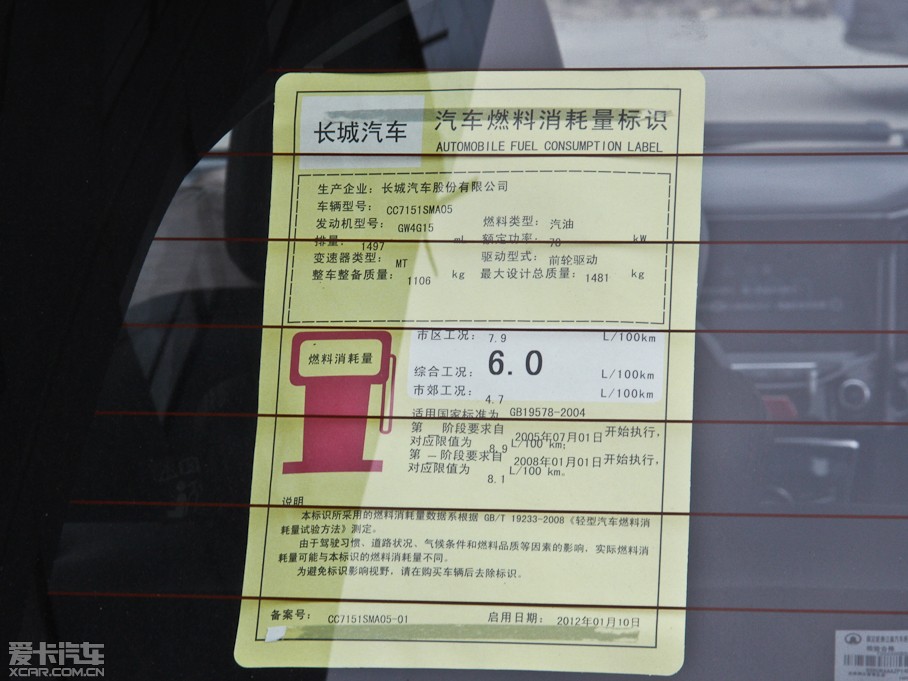 长城汽车 汽车燃料消耗量标识
AUTOMOBILE FUEL CONSUMPTION LABEL
生产企业: 长城汽车股份有限公司
车辆型号: CC7151SMA05
发动机型号: GW4G15 燃料类型: 汽油
排量: 1497 ml 额定功率: 78 kW
变速器类型: MT 驱动型式: 前轮驱动
整车整备质量: 1106 kg 最大设计总质量: 1481 kg
燃料消耗量
市区工况: 7.9 L/100km
综合工况: 6.0 L/100km
市郊工况: 4.7 L/100km
适用国家标准为 GB19578-2004
第 阶段要求自 2005年07月01日开始执行,
对应限值为 8.9 L/100 km;
第 阶段要求自 2008年01月01日开始执行,
对应限值为 8.1 L/100 km。
说明
本标识所采用的燃料消耗量数据系根据 GB/T 19233-2008《轻型汽车燃料消
耗量试验方法》测定。
由于驾驶习惯、道路状况、气候条件和燃料品质等因素的影响, 实际燃料消
耗量可能与本标识的燃料消耗量不同。
为避免标识影响视野, 请在购买车辆后去除标识。
备案号: CC7151SMA05-01 启用日期: 2012年01月10日
爱卡汽车
XCAR.COM.CN